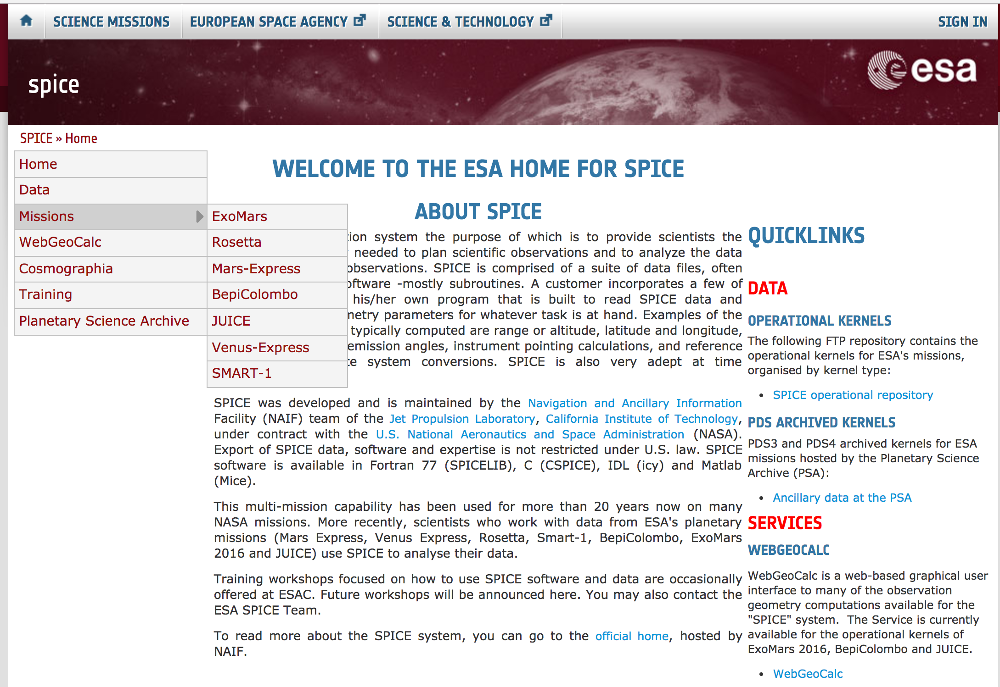 SCIENCE MISSIONS
EUROPEAN SPACE AGENCY
SCIENCE & TECHNOLOGY
SIGN IN
spice
esa
SPICE » Home
Home
Data
Missions
WebGeoCalc
Cosmographia
Training
Planetary Science Archive
ExoMars
Rosetta
Mars-Express
BepiColombo
JUICE
Venus-Express
SMART-1
WELCOME TO THE ESA HOME FOR SPICE
ABOUT SPICE
system the purpose of which is to provide scientists the
needed to plan scientific observations and to analyze the data
observations. SPICE is comprised of a suite of data files, often
-mostly subroutines. A customer incorporates a few of
his/her own program that is built to read SPICE data and
parameters for whatever task is at hand. Examples of the
typically computed are range or altitude, latitude and longitude,
emission angles, instrument pointing calculations, and reference
system conversions. SPICE is also very adept at time
SPICE was developed and is maintained by the Navigation and Ancillary Information
Facility (NAIF) team of the Jet Propulsion Laboratory, California Institute of Technology,
under contract with the U.S. National Aeronautics and Space Administration (NASA).
Export of SPICE data, software and expertise is not restricted under U.S. law. SPICE
software is available in Fortran 77 (SPICELIB), C (CSPICE), IDL (icy) and Matlab
(Mice).
This multi-mission capability has been used for more than 20 years now on many
NASA missions. More recently, scientists who work with data from ESA's planetary
missions (Mars Express, Venus Express, Rosetta, Smart-1, BepiColombo, ExoMars
2016 and JUICE) use SPICE to analyse their data.
Training workshops focused on how to use SPICE software and data are occasionally
offered at ESAC. Future workshops will be announced here. You may also contact the
ESA SPICE Team.
To read more about the SPICE system, you can go to the official home, hosted by
NAIF.
QUICKLINKS
DATA
OPERATIONAL KERNELS
The following FTP repository contains the
operational kernels for ESA's missions,
organised by kernel type:
• SPICE operational repository
PDS ARCHIVED KERNELS
PDS3 and PDS4 archived kernels for ESA
missions hosted by the Planetary Science
Archive (PSA):
• Ancillary data at the PSA
SERVICES
WEBGEOCALC
WebGeoCalc is a web-based graphical user
interface to many of the observation
geometry computations available for the
"SPICE" system. The Service is currently
available for the operational kernels of
ExoMars 2016, BepiColombo and JUICE.
• WebGeoCalc